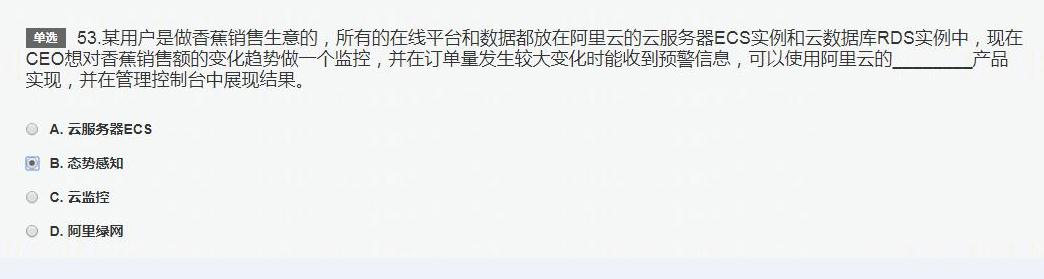 单选 53.某用户是做香蕉销售生意的，所有的在线平台和数据都放在阿里云的云服务器ECS实例和云数据库RDS实例中，现在
CEO想对香蕉销售额的变化趋势做一个监控，并在订单量发生较大变化时能收到预警信息，可以使用阿里云的_________产品
实现，并在管理控制台中展现结果。
A. 云服务器ECS
B. 态势感知
C. 云监控
D. 阿里绿网